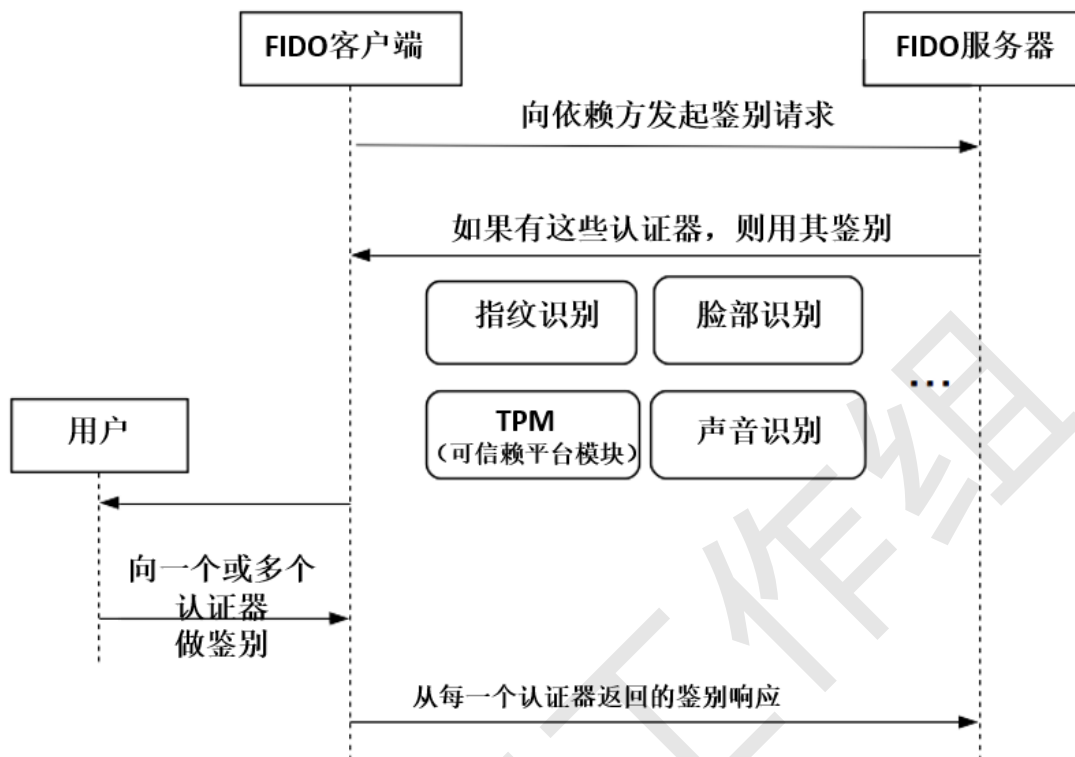 FIDO客户端
FIDO服务器
向依赖方发起鉴别请求
如果有这些认证器，则用其鉴别
指纹识别
脸部识别
...
TPM
（可信赖平台模块）
声音识别
用户
向一个或多个
认证器
做鉴别
从每一个认证器返回的鉴别响应
工作组